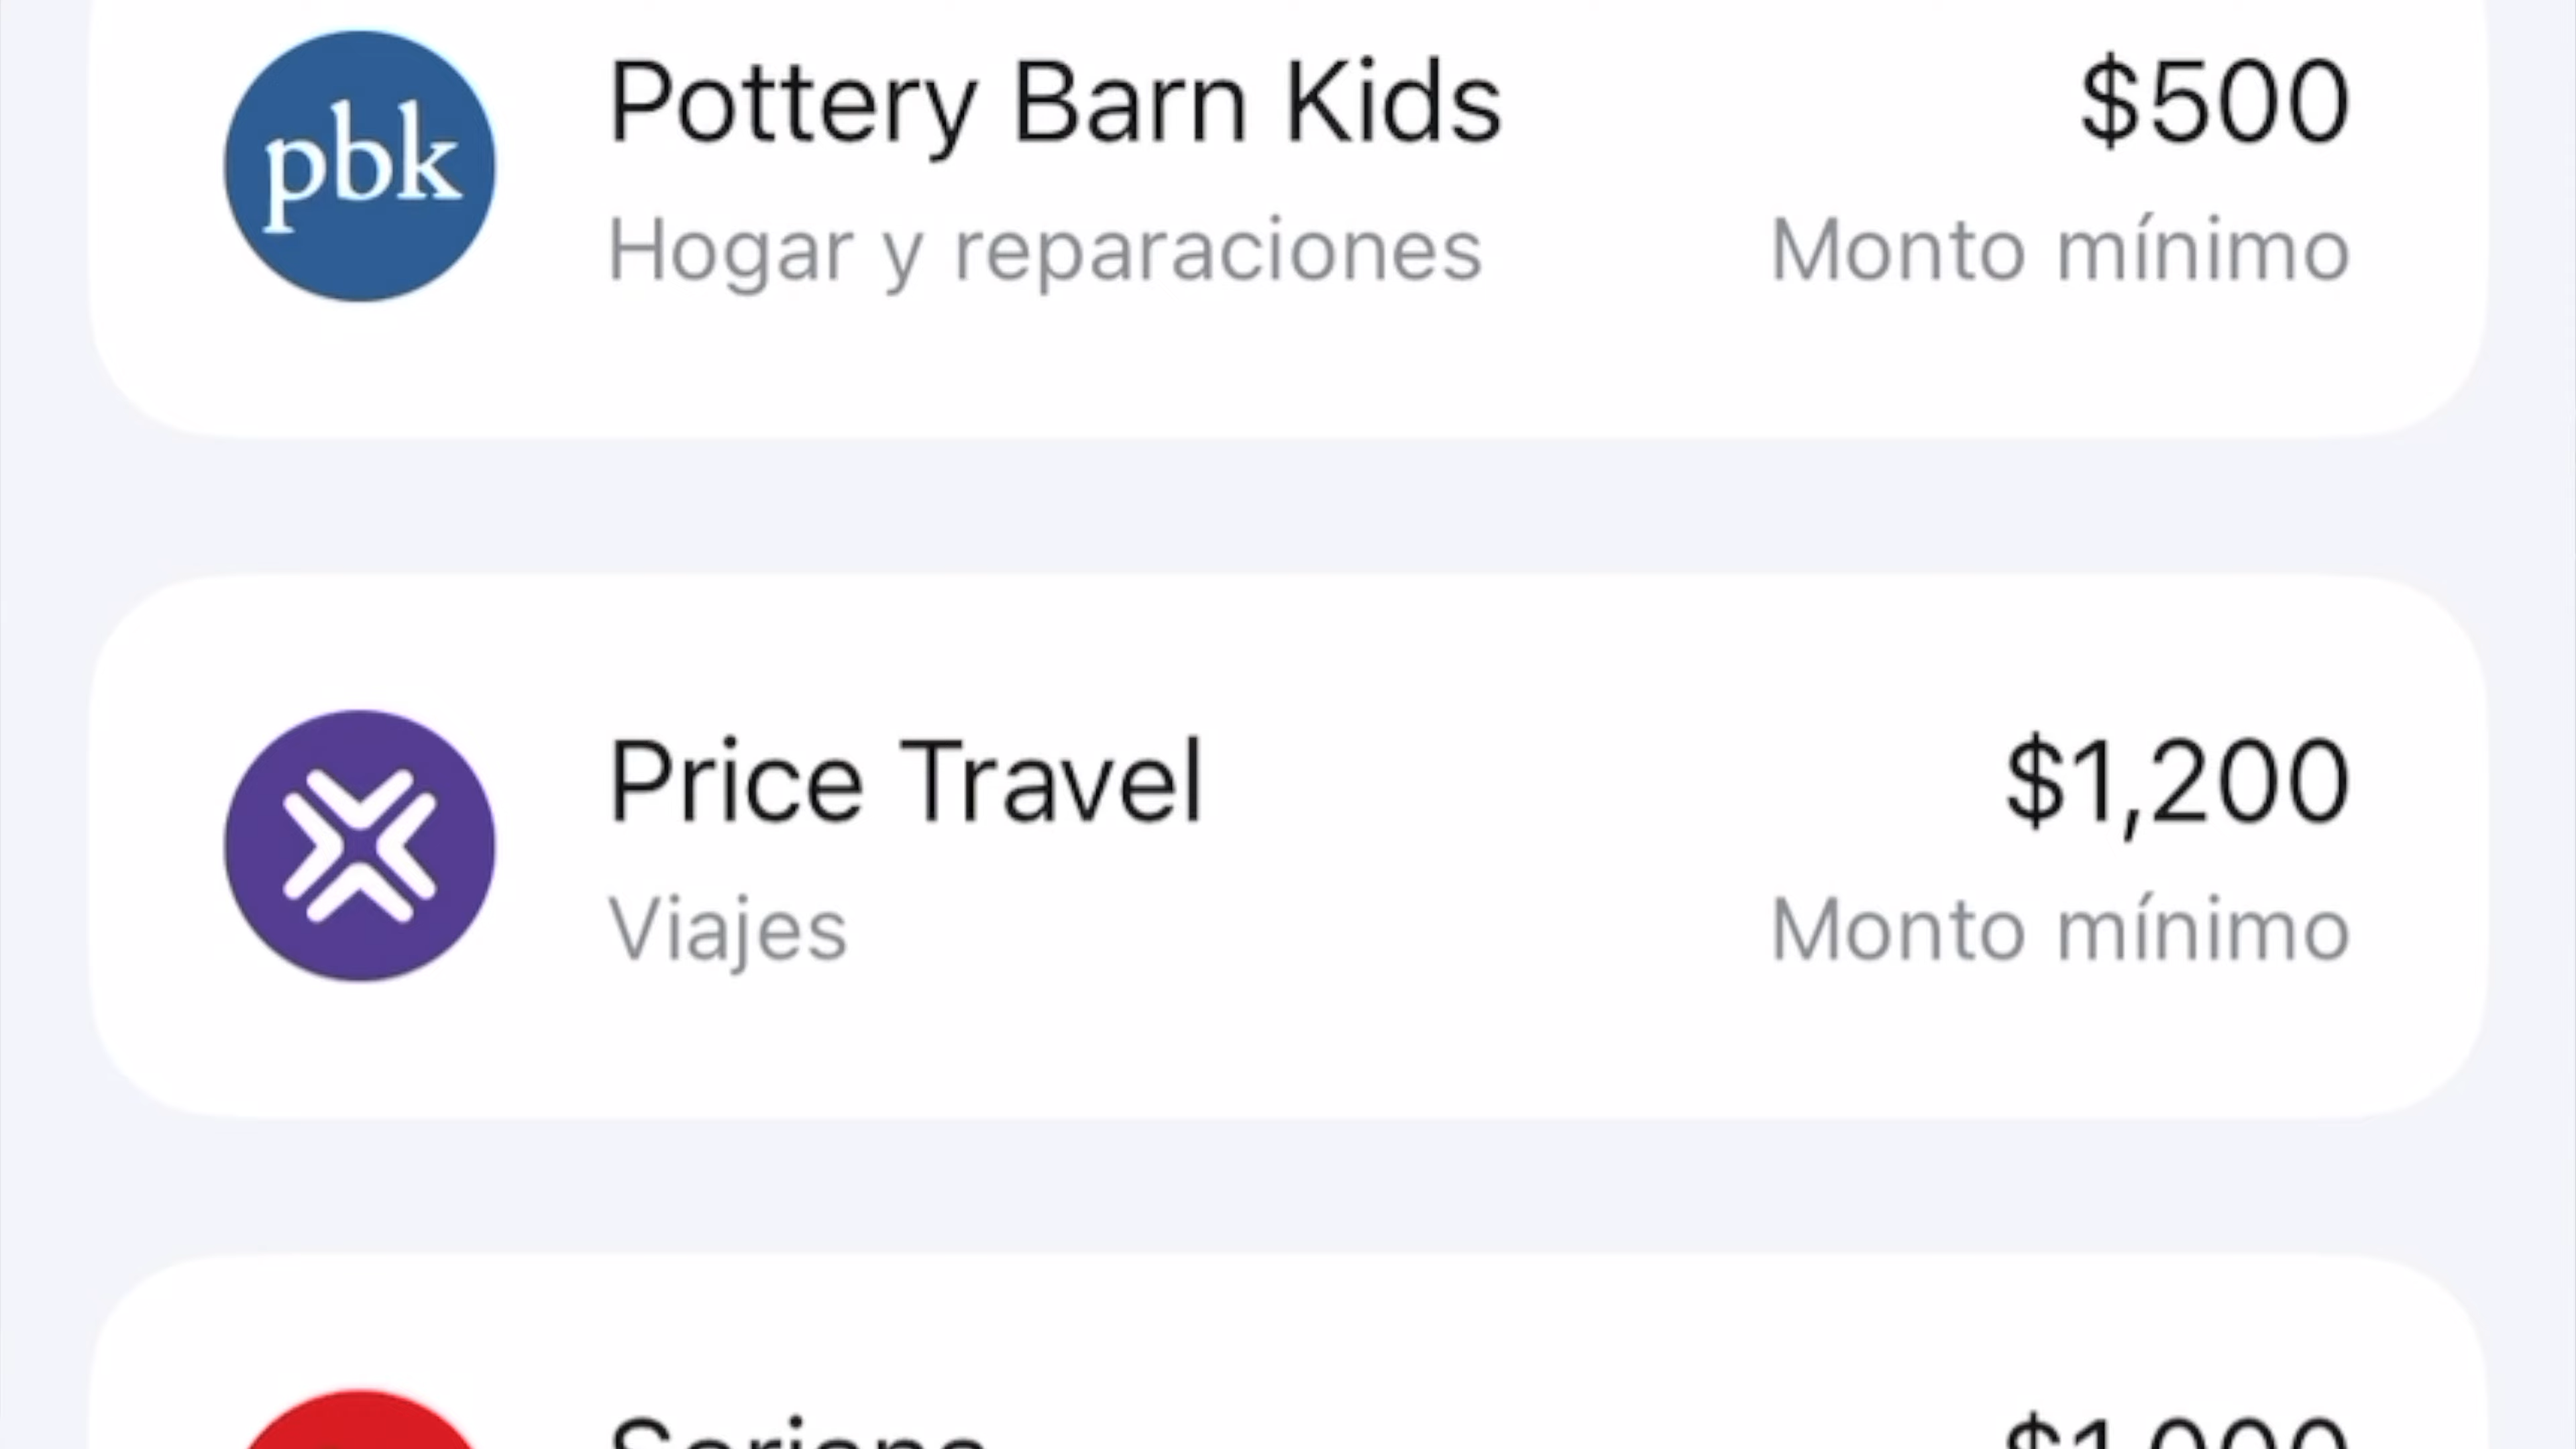 pbk
Pottery Barn Kids
$500
Hogar y reparaciones
Monto mínimo
Price Travel
$1,200
Viajes
Monto mínimo
Soriana
$1,000